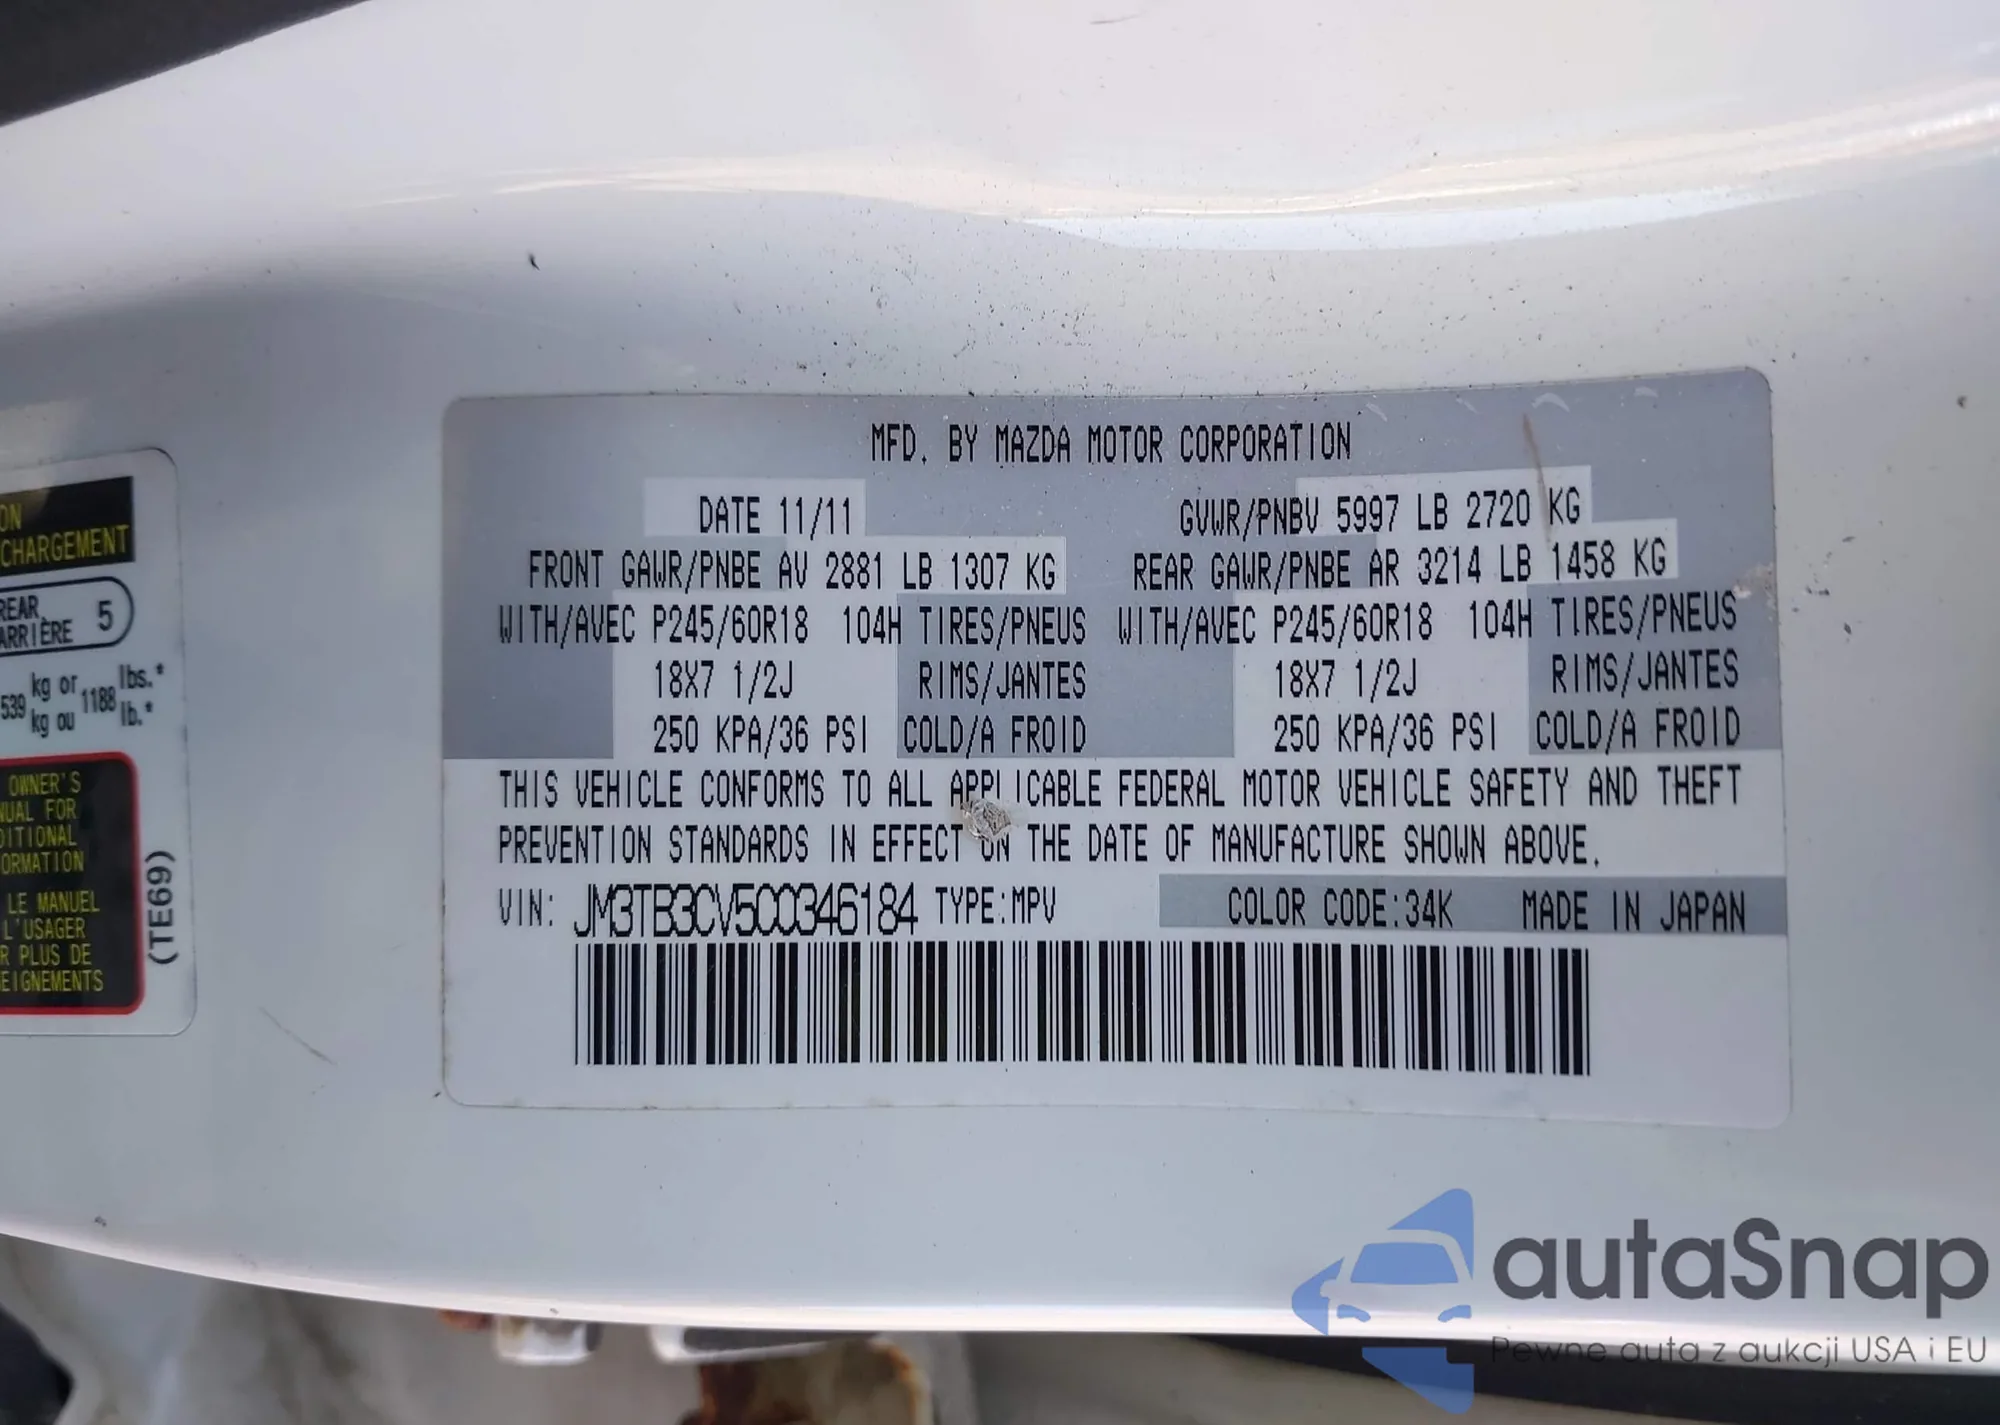 MFD. BY MAZDA MOTOR CORPORATION
DATE 11/11 GVWR/PNBV 5997 LB 2720 KG
FRONT GAWR/PNBE AV 2881 LB 1307 KG REAR GAWR/PNBE AR 3214 LB 1458 KG
WITH/AVEC P245/60R18 104H TIRES/PNEUS WITH/AVEC P245/60R18 104H TIRES/PNEUS
18X7 1/2J RIMS/JANTES 18X7 1/2J RIMS/JANTES
250 KPA/36 PSI COLD/A FROID 250 KPA/36 PSI COLD/A FROID
THIS VEHICLE CONFORMS TO ALL APPLICABLE FEDERAL MOTOR VEHICLE SAFETY AND THEFT
PREVENTION STANDARDS IN EFFECT ON THE DATE OF MANUFACTURE SHOWN ABOVE.
VIN: JM3TB3CV5C0346184 TYPE:MPV COLOR CODE:34K MADE IN JAPAN
ON
CHARGEMENT
REAR
ARRIÈRE 5
539 kg or 1188 lbs.*
kg ou lb.*
OWNER'S
NUAL FOR
DITIONAL
ORMATION
LE MANUEL
L'USAGER
R PLUS DE
EIGNEMENTS
(TE69)
autaSnap
Pewne auta z aukcji USA i EU